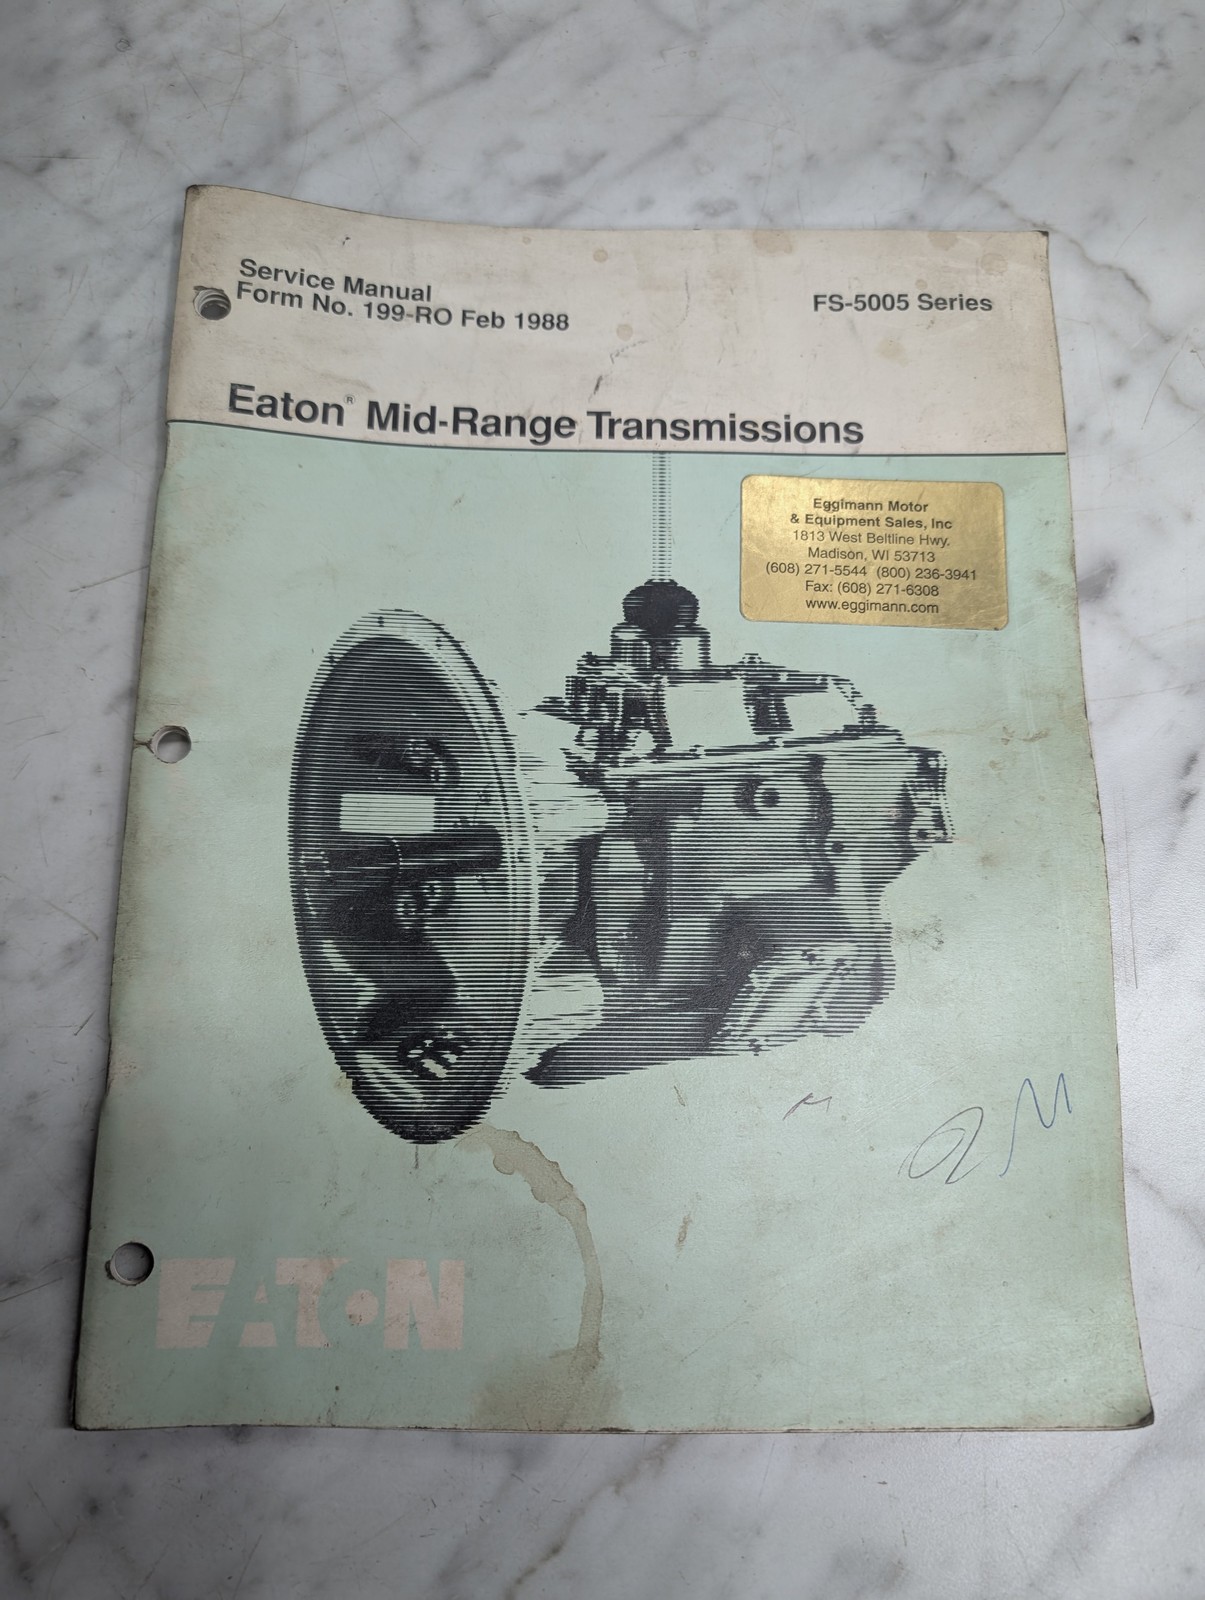 Service Manual
Form No. 199-RO Feb 1988
FS-5005 Series
Eaton® Mid-Range Transmissions
Eggimann Motor
& Equipment Sales, Inc
1813 West Beltline Hwy.
Madison, WI 53713
(608) 271-5544 (800) 236-3941
Fax: (608) 271-6308
www.eggimann.com
EATON